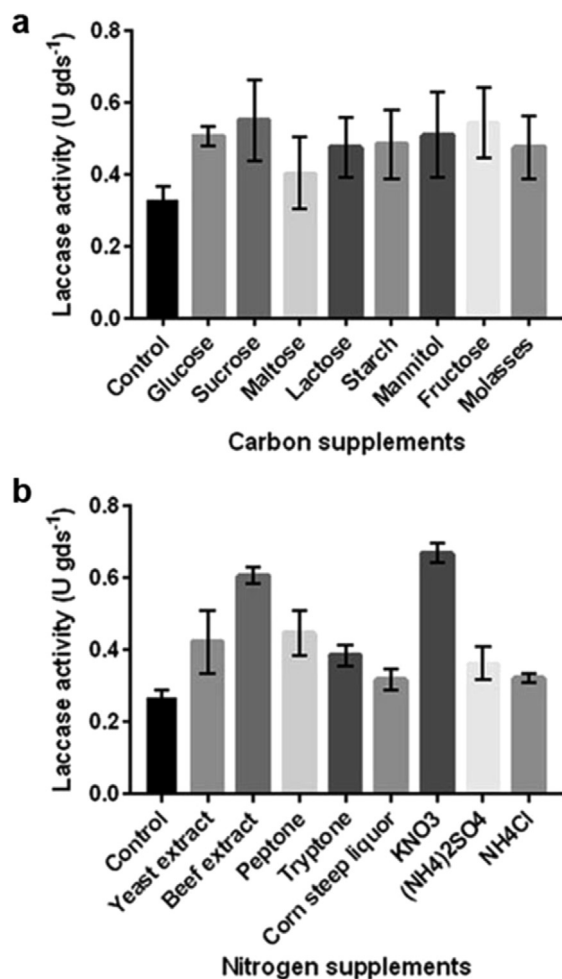 a
Laccase activity (U gds⁻¹)
0.8
0.6
0.4
0.2
0.0
Control
Glucose
Sucrose
Maltose
Lactose
Starch
Mannitol
Fructose
Molasses
Carbon supplements
b
Laccase activity (U gds⁻¹)
0.8
0.6
0.4
0.2
0.0
Control
Yeast extract
Beef extract
Peptone
Tryptone
Corn steep liquor
KNO3
(NH4)2SO4
NH4Cl
Nitrogen supplements